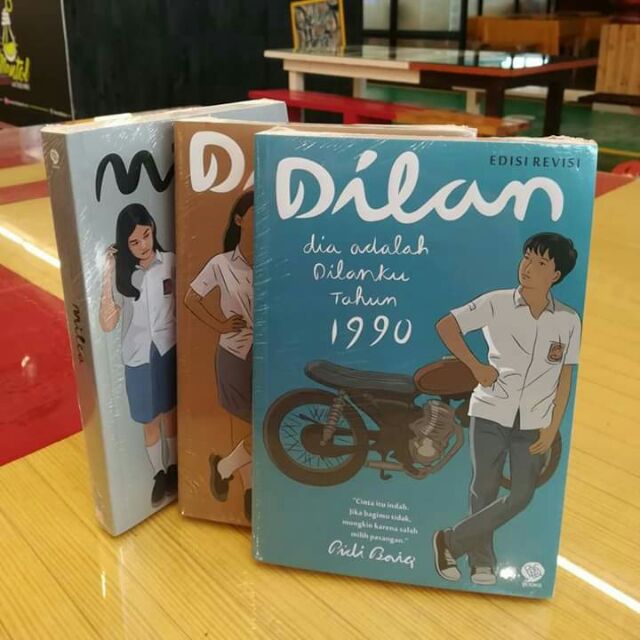 EDISI REVISI
Dilan
dia adalah
Dilanku
Tahun
1990
"Cinta itu indah.
Jika bagimu tidak,
mungkin karena salah
milih pasangan."
Pidi Baiq
milea